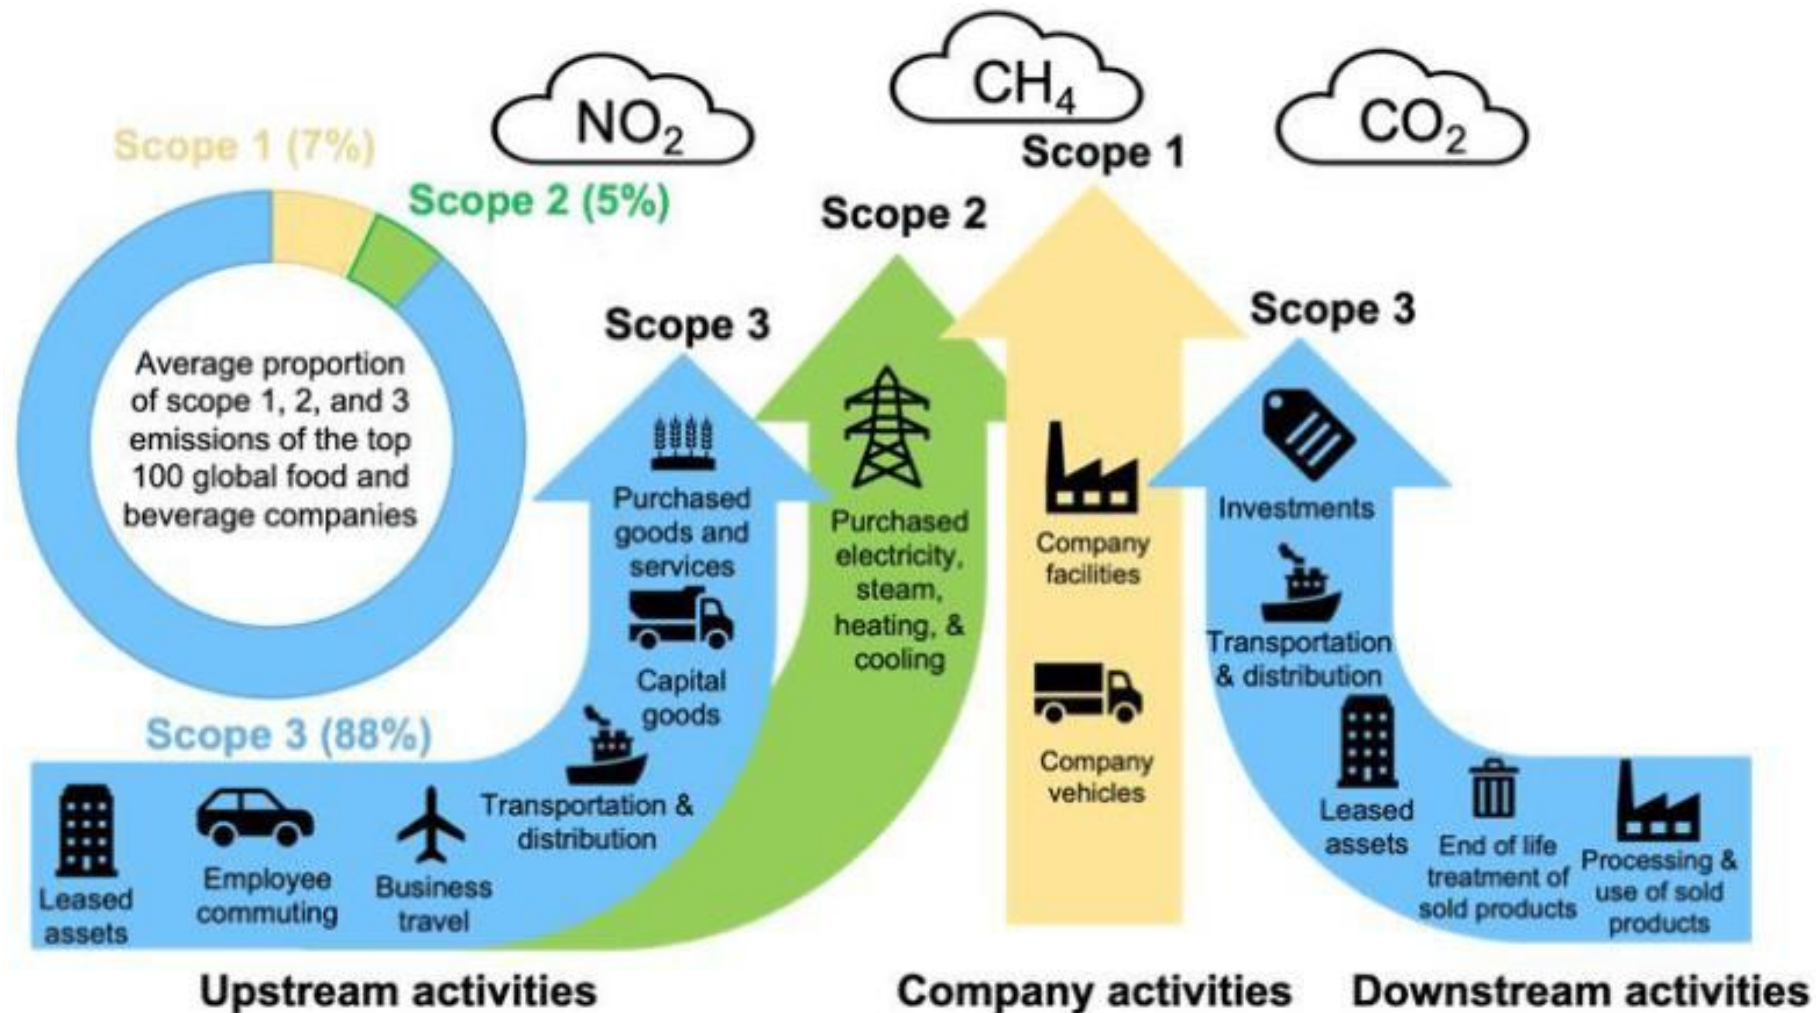 NO2
CH4
CO2
Scope 1 (7%)
Scope 2 (5%)
Scope 3 (88%)
Average proportion
of scope 1, 2, and 3
emissions of the top
100 global food and
beverage companies
Scope 3
Purchased
goods and
services
Capital
goods
Transportation &
distribution
Business
travel
Employee
commuting
Leased
assets
Scope 2
Purchased
electricity,
steam,
heating, &
cooling
Scope 1
Company
facilities
Company
vehicles
Scope 3
Investments
Transportation
& distribution
Leased
assets
End of life
treatment of
sold products
Processing &
use of sold
products
Upstream activities
Company activities
Downstream activities